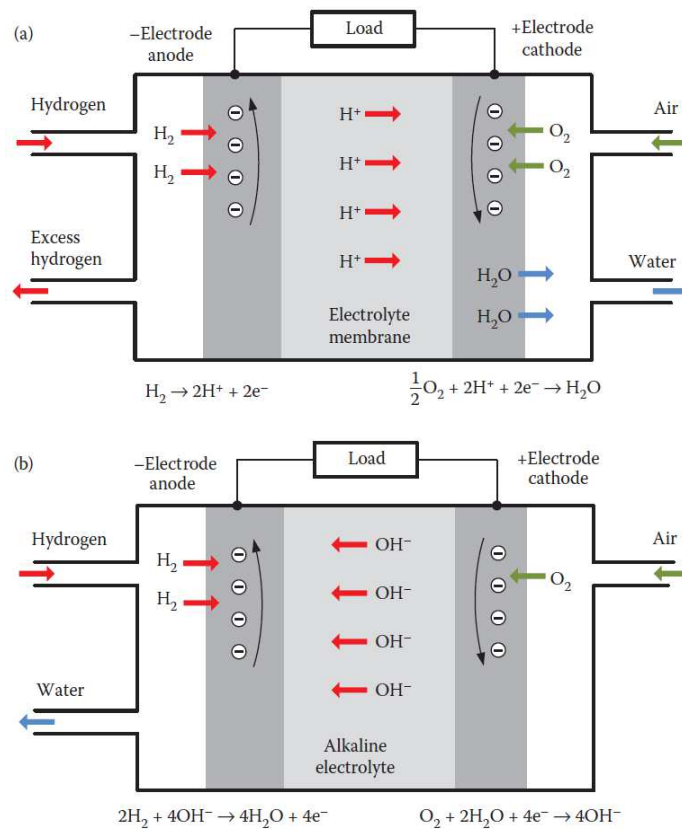 (a)
−Electrode
anode
Load
+Electrode
cathode
Hydrogen
Air
H₂
H₂
H⁺
H⁺
H⁺
H⁺
O₂
O₂
Excess
hydrogen
Water
H₂O
H₂O
Electrolyte
membrane
H₂ → 2H⁺ + 2e⁻
1/2 O₂ + 2H⁺ + 2e⁻ → H₂O
(b)
−Electrode
anode
Load
+Electrode
cathode
Hydrogen
Air
H₂
H₂
OH⁻
OH⁻
OH⁻
OH⁻
O₂
Water
Alkaline
electrolyte
2H₂ + 4OH⁻ → 4H₂O + 4e⁻
O₂ + 2H₂O + 4e⁻ → 4OH⁻